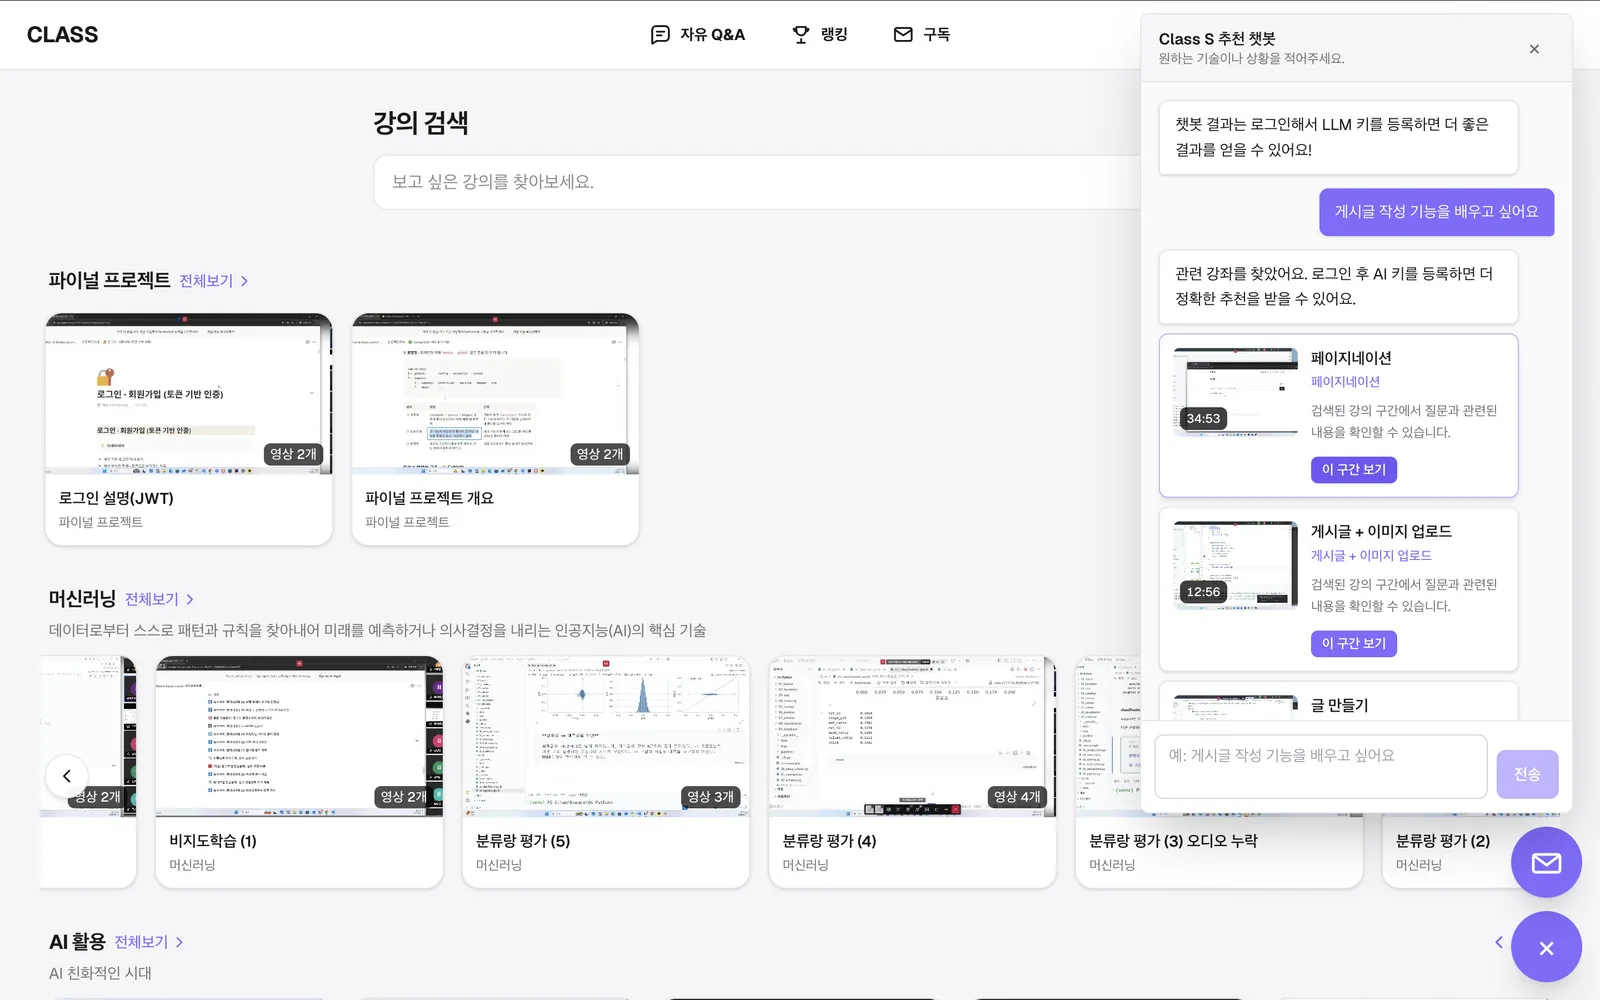 CLASS
자유 Q&A
랭킹
구독
강의 검색
보고 싶은 강의를 찾아보세요.
파이널 프로젝트 전체보기
로그인 · 회원가입 (토큰 기반 인증)
로그인 · 회원가입 (토큰 기반 인증)
영상 2개
로그인 설명(JWT)
파이널 프로젝트
영상 2개
파이널 프로젝트 개요
파이널 프로젝트
머신러닝 전체보기
데이터로부터 스스로 패턴과 규칙을 찾아내어 미래를 예측하거나 의사결정을 내리는 인공지능(AI)의 핵심 기술
영상 2개
영상 2개
비지도학습 (1)
머신러닝
영상 3개
분류랑 평가 (5)
머신러닝
영상 4개
분류랑 평가 (4)
머신러닝
분류랑 평가 (3) 오디오 누락
머신러닝
분류랑 평가 (2)
머신러닝
AI 활용 전체보기
AI 친화적인 시대
Class S 추천 챗봇
원하는 기술이나 상황을 적어주세요.
챗봇 결과는 로그인해서 LLM 키를 등록하면 더 좋은
결과를 얻을 수 있어요!
게시글 작성 기능을 배우고 싶어요
관련 강좌를 찾았어요. 로그인 후 AI 키를 등록하면 더
정확한 추천을 받을 수 있어요.
34:53
페이지네이션
페이지네이션
검색된 강의 구간에서 질문과 관련된
내용을 확인할 수 있습니다.
이 구간 보기
12:56
게시글 + 이미지 업로드
게시글 + 이미지 업로드
검색된 강의 구간에서 질문과 관련된
내용을 확인할 수 있습니다.
이 구간 보기
글 만들기
예: 게시글 작성 기능을 배우고 싶어요
전송